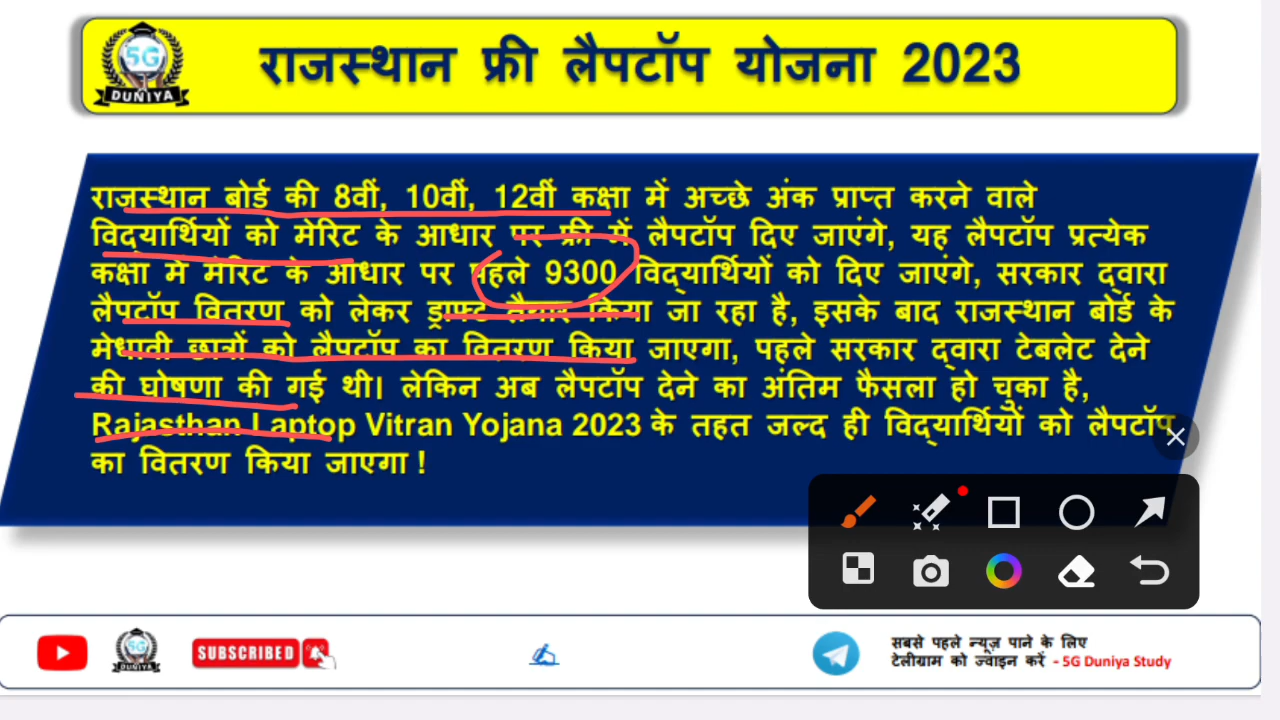 5G
DUNIYA
राजस्थान फ्री लैपटॉप योजना 2023
राजस्थान बोर्ड की 8वीं, 10वीं, 12वीं कक्षा में अच्छे अंक प्राप्त करने वाले
विद्यार्थियों को मेरिट के आधार पर फ्री में लैपटॉप दिए जाएंगे, यह लैपटॉप प्रत्येक
कक्षा में मेरिट के आधार पर पहले 9300 विद्यार्थियों को दिए जाएंगे, सरकार द्वारा
लैपटॉप वितरण को लेकर ड्राफ्ट तैयार किया जा रहा है, इसके बाद राजस्थान बोर्ड के
मेधावी छात्रों को लैपटॉप का वितरण किया जाएगा, पहले सरकार द्वारा टेबलेट देने
की घोषणा की गई थी। लेकिन अब लैपटॉप देने का अंतिम फैसला हो चुका है,
Rajasthan Laptop Vitran Yojana 2023 के तहत जल्द ही विद्यार्थियों को लैपटॉप
का वितरण किया जाएगा !
5G
DUNIYA
SUBSCRIBED
सबसे पहले न्यूज़ पाने के लिए
टेलीग्राम को ज्वाइन करें - 5G Duniya Study